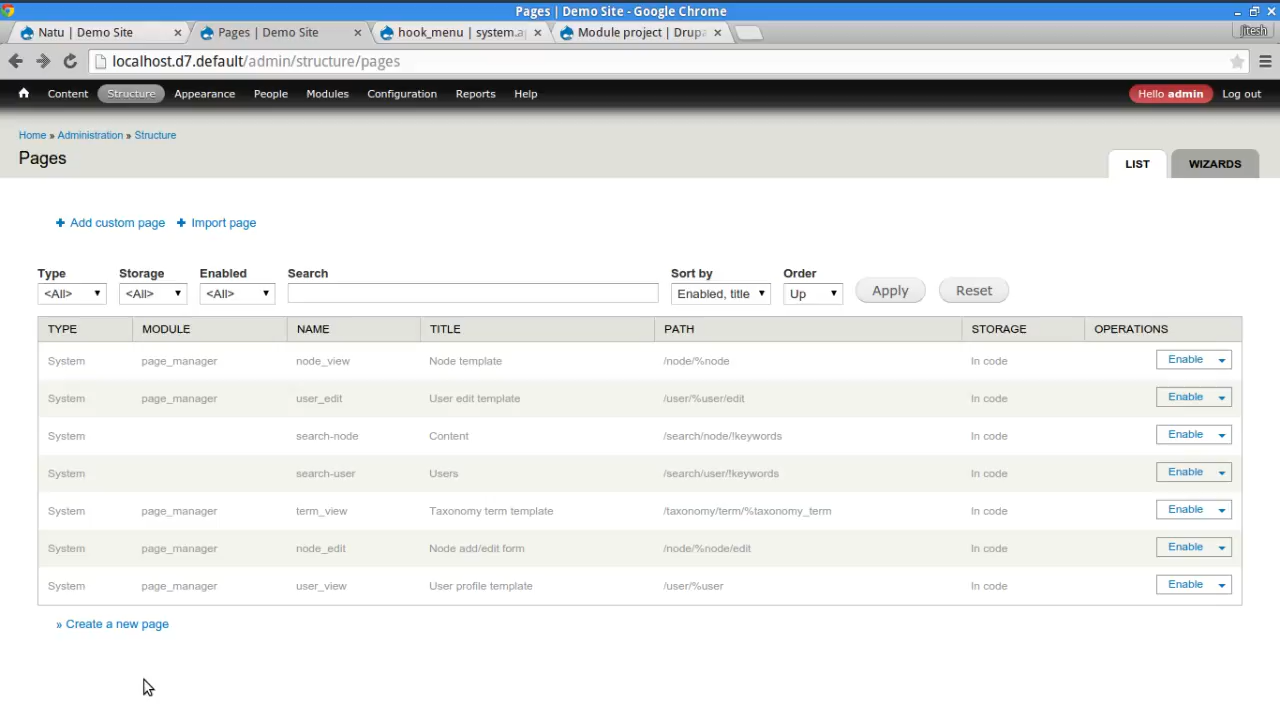 Pages | Demo Site - Google Chrome
Natu | Demo Site
Pages | Demo Site
hook_menu | system.a
Module project | Drupa
jitesh
localhost.d7.default/admin/structure/pages
Content Structure Appearance People Modules Configuration Reports Help
Hello admin Log out
Home » Administration » Structure
Pages
LIST WIZARDS
Add custom page Import page
Type Storage Enabled Search Sort by Order
<All> <All> <All> Enabled, title Up Apply Reset
TYPE MODULE NAME TITLE PATH STORAGE OPERATIONS
System page_manager node_view Node template /node/%node In code Enable
System page_manager user_edit User edit template /user/%user/edit In code Enable
System search-node Content /search/node/!keywords In code Enable
System search-user Users /search/user/!keywords In code Enable
System page_manager term_view Taxonomy term template /taxonomy/term/%taxonomy_term In code Enable
System page_manager node_edit Node add/edit form /node/%node/edit In code Enable
System page_manager user_view User profile template /user/%user In code Enable
» Create a new page